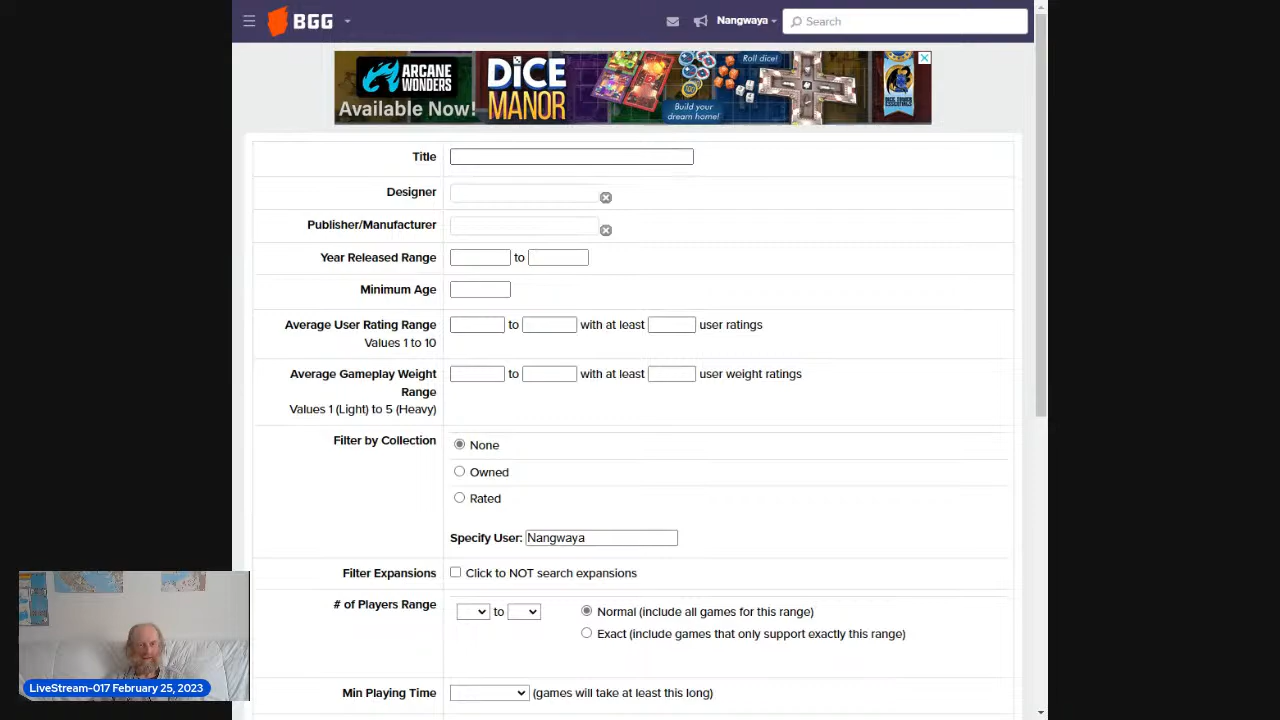 BGG
Nangwaya
Search
ARCANE
WONDERS
Available Now!
DICE
MANOR
Roll dice!
Build your
dream home!
Title
Designer
Publisher/Manufacturer
Year Released Range to
Minimum Age
Average User Rating Range to with at least user ratings
Values 1 to 10
Average Gameplay Weight to with at least user weight ratings
Range
Values 1 (Light) to 5 (Heavy)
Filter by Collection None
Owned
Rated
Specify User: Nangwaya
Filter Expansions Click to NOT search expansions
# of Players Range to Normal (include all games for this range)
Exact (include games that only support exactly this range)
Min Playing Time (games will take at least this long)
LiveStream-017 February 25, 2023